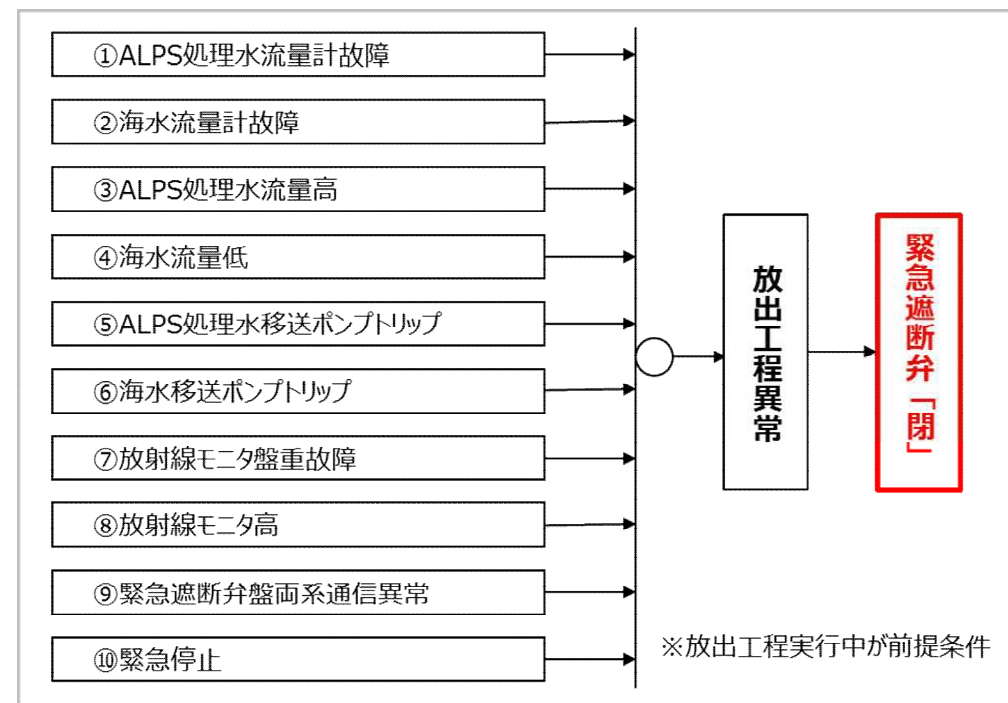 ①ALPS処理水流量計故障
②海水流量計故障
③ALPS処理水流量高
④海水流量低
⑤ALPS処理水移送ポンプトリップ
⑥海水移送ポンプトリップ
⑦放射線モニタ盤重故障
⑧放射線モニタ高
⑨緊急遮断弁盤両系通信異常
⑩緊急停止
放出工程異常
緊急遮断弁「閉」
※放出工程実行中が前提条件